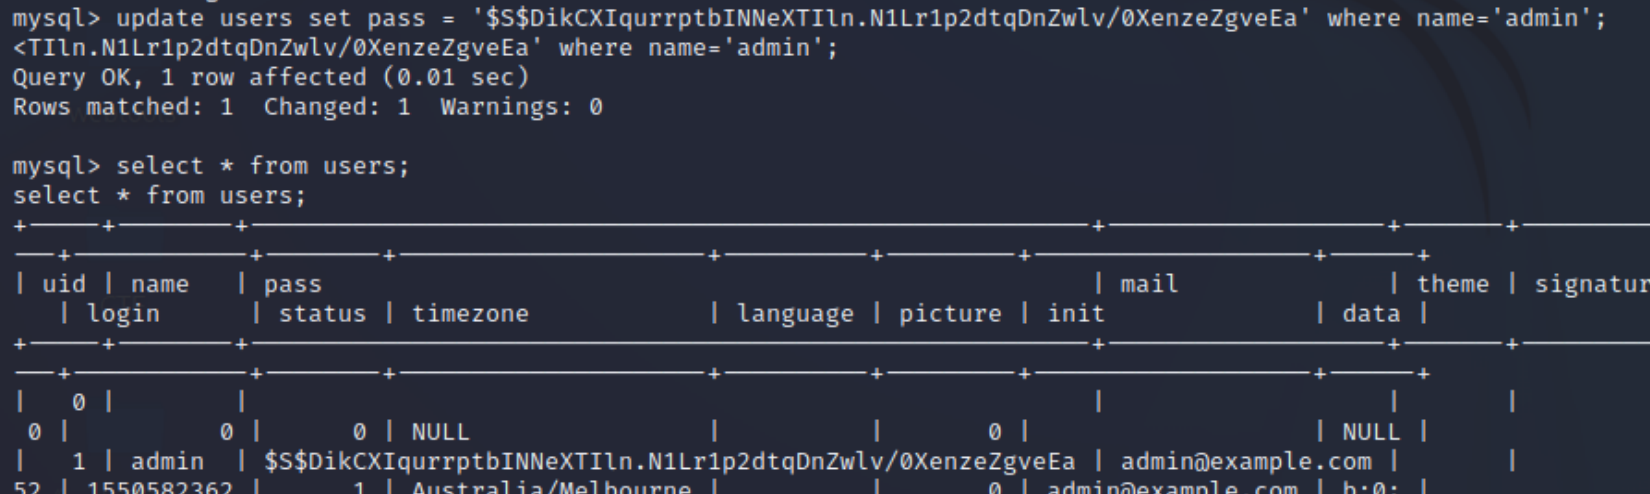 mysql> update users set pass = '$S$DikCXIqurrptbINNeXTIln.N1Lr1p2dtqDnZwlv/0XenzeZgveEa' where name='admin';
<TIln.N1Lr1p2dtqDnZwlv/0XenzeZgveEa' where name='admin';
Query OK, 1 row affected (0.01 sec)
Rows matched: 1  Changed: 1  Warnings: 0
mysql> select * from users;
select * from users;
| uid | name   | pass | mail | theme | signatur
| login | status | timezone | language | picture | init | data |
| 0 | | | | |
0 | 0 | 0 | NULL | | 0 | | NULL |
| 1 | admin  | $S$DikCXIqurrptbINNeXTIln.N1Lr1p2dtqDnZwlv/0XenzeZgveEa | admin@example.com | |
52 | 1550582362 | 1 | Australia/Melbourne | | 0 | admin@example.com | b:0; |